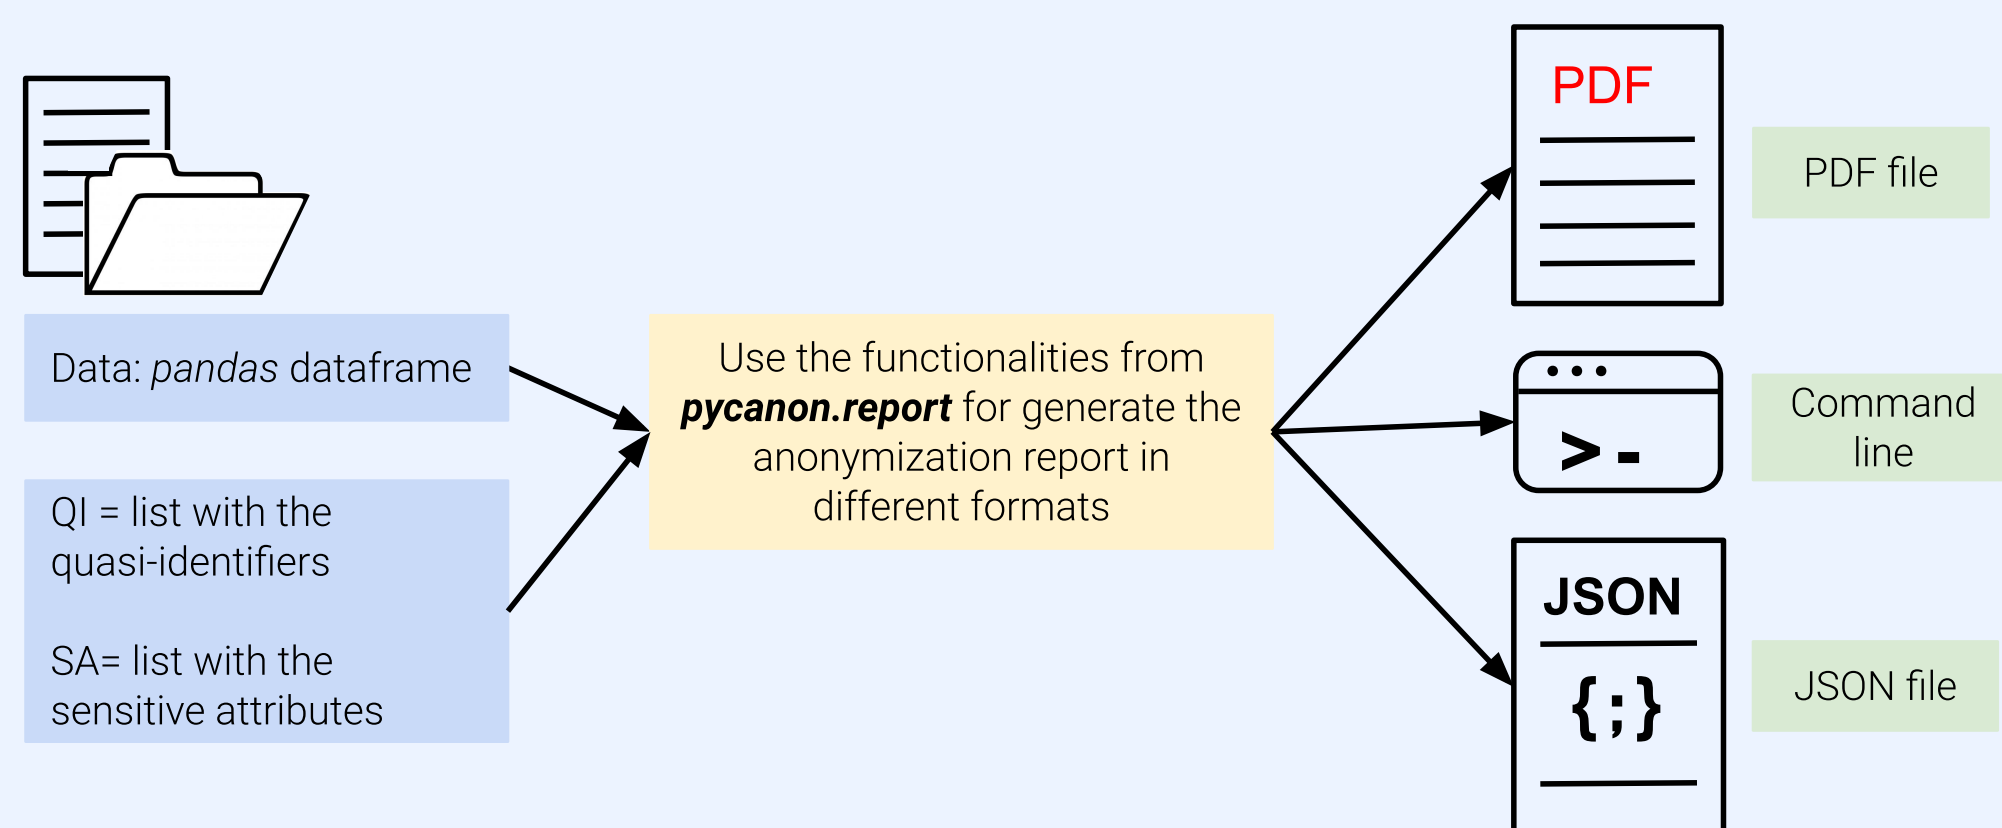 Data: pandas dataframe
QI = list with the
quasi-identifiers
SA= list with the
sensitive attributes
Use the functionalities from
pycanon.report for generate the
anonymization report in
different formats
PDF
PDF file
>-
Command
line
JSON
{;}
JSON file